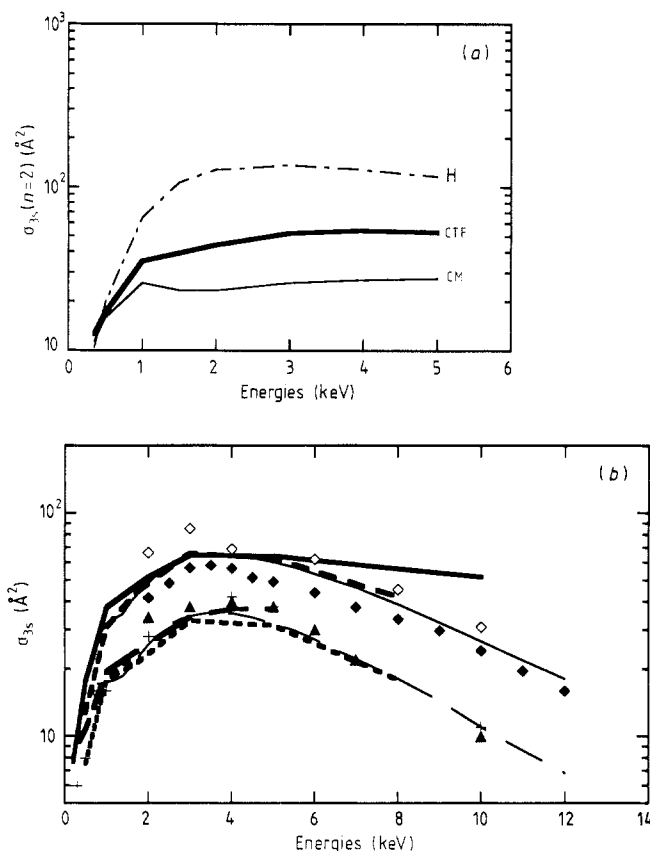 (a)
10³
10²
10
σ₃ₛ(n=2) (Å²)
H
CTF
CM
0 1 2 3 4 5 6
Energies (keV)
(b)
10²
10
σ₃ₛ (Å²)
0 2 4 6 8 10 12 14
Energies (keV)